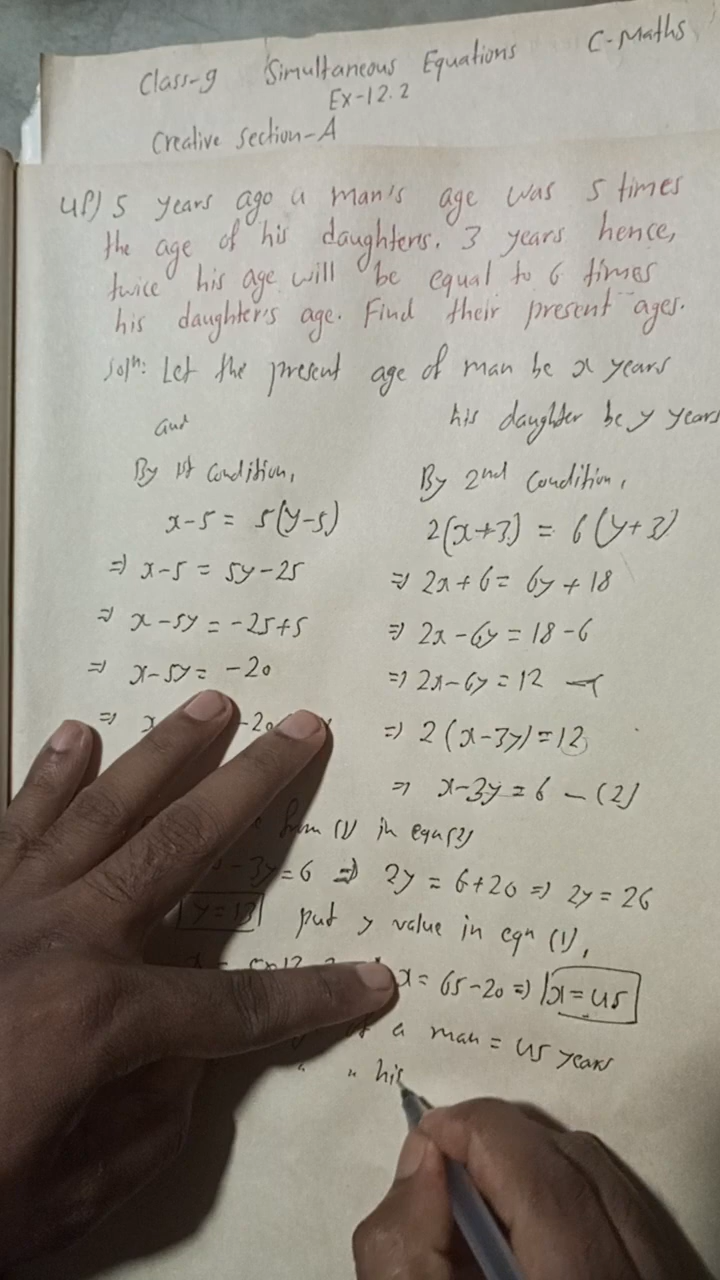 Class-9 Simultaneous Equations C-Maths
Ex-12.2
Creative Section-A
5 years ago a man's age was 5 times
the age of his daughters. 3 years hence,
twice his age will be equal to 6 times
his daughter's age. Find their present ages.
Solⁿ: Let the present age of man be x years
and his daughter be y years
By 1st Condition,
x-5 = 5(y-5)
=> x-5 = 5y-25
=> x-5y = -25+5
=> x-5y = -20
=> x
By 2nd Condition,
2(x+3) = 6(y+3)
=> 2x+6 = 6y+18
=> 2x-6y = 18-6
=> 2x-6y = 12
=> 2(x-3y)=12
=> x-3y = 6 - (2)
from (1) in eqn(2)
-3y=6 => 2y = 6+20 => 2y = 26
y=13 put y value in eqn (1),
x = 65-20 => x=45
a man = 45 years
" " his